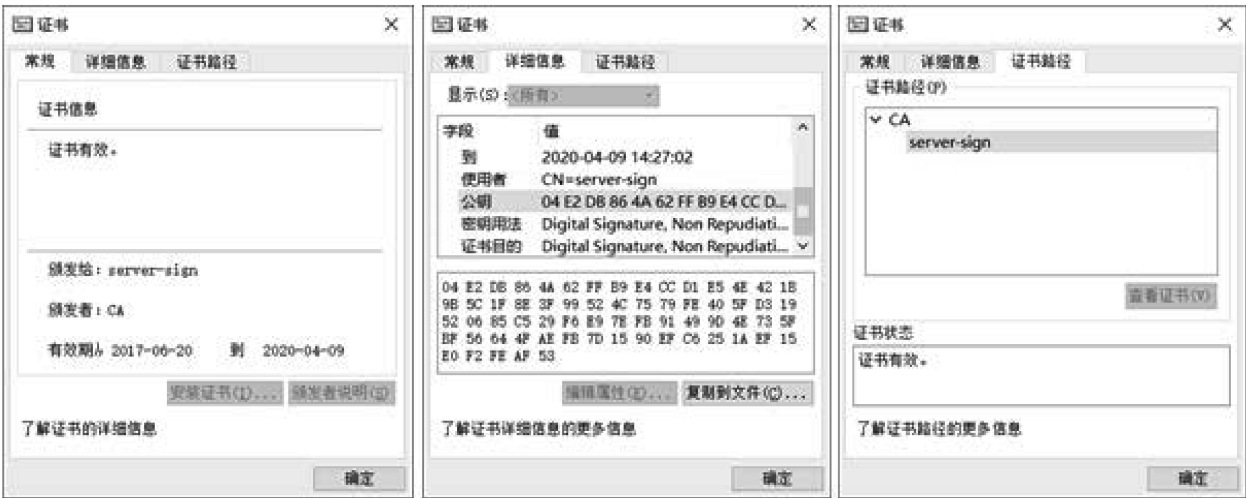 证书
常规 详细信息 证书路径
证书信息
证书有效。
颁发给: server-sign
颁发者: CA
有效期从 2017-06-20 到 2020-04-09
安装证书(I)... 颁发者说明(S)
了解证书的详细信息
确定
证书
常规 详细信息 证书路径
显示(S): <所有>
字段 值
到 2020-04-09 14:27:02
使用者 CN=server-sign
公钥 04 E2 DB 86 4A 62 FF B9 E4 CC D...
密钥用法 Digital Signature, Non Repudiati...
证书目的 Digital Signature, Non Repudiati...
04 E2 DB 86 4A 62 FF B9 E4 CC D1 E5 4E 42 1B
9B 5C 1F 8E 3F 99 52 4C 75 79 FE 40 5F D3 19
52 06 85 C5 29 F6 E9 7E FB 91 49 9D 4E 73 5F
BF 56 64 4F AE FB 7D 15 90 EF C6 25 1A EF 15
E0 F2 FE AF 53
编辑属性(E)... 复制到文件(C)...
了解证书详细信息的更多信息
确定
证书
常规 详细信息 证书路径
证书路径(P)
CA
server-sign
查看证书(V)
证书状态
证书有效。
了解证书路径的更多信息
确定